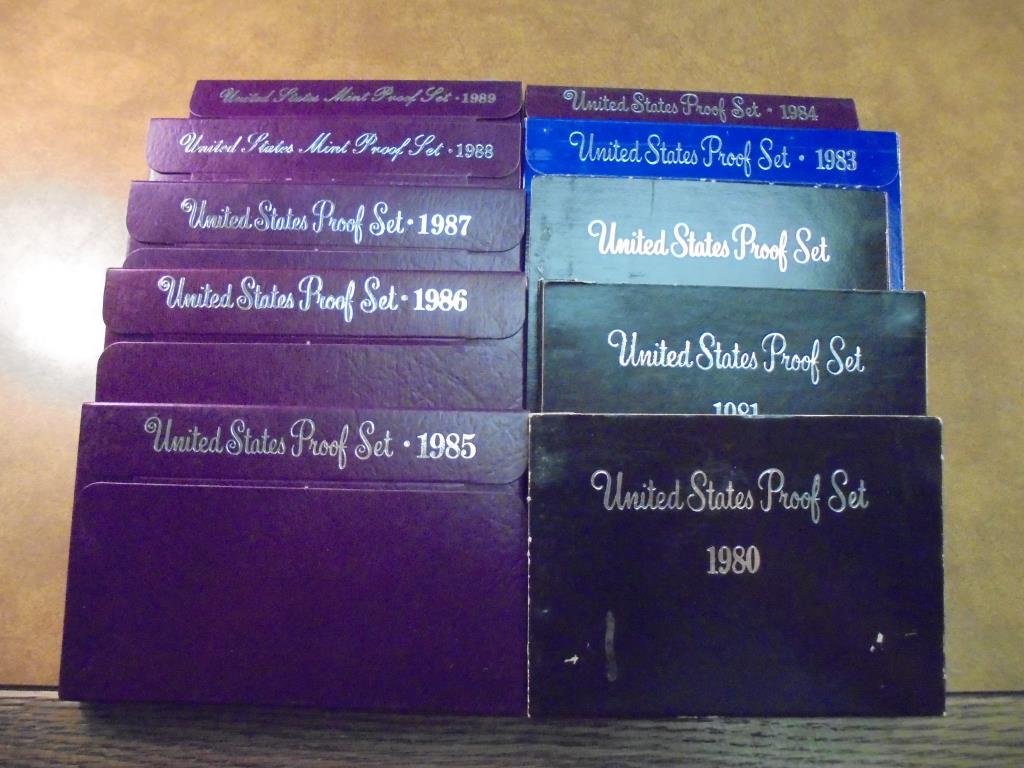 United States Mint Proof Set · 1989
United States Mint Proof Set · 1988
United States Proof Set · 1987
United States Proof Set · 1986
United States Proof Set · 1985
United States Proof Set · 1984
United States Proof Set · 1983
United States Proof Set
United States Proof Set
1981
United States Proof Set
1980